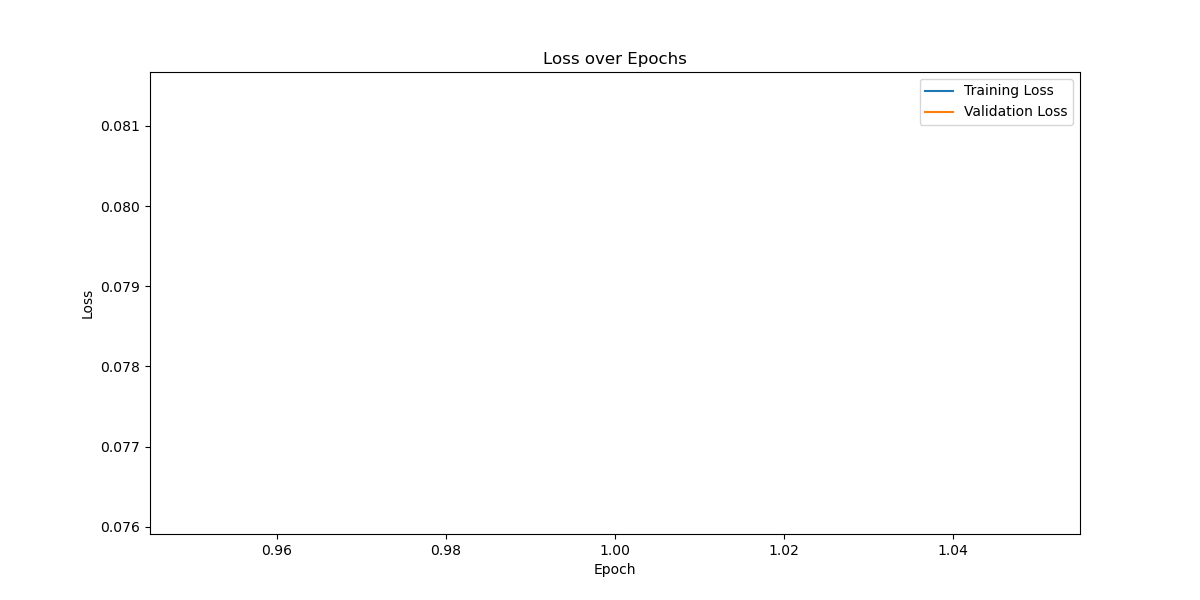 Loss over Epochs
Training Loss
Validation Loss
0.081
0.080
0.079
0.078
0.077
0.076
Loss
0.96
0.98
1.00
1.02
1.04
Epoch